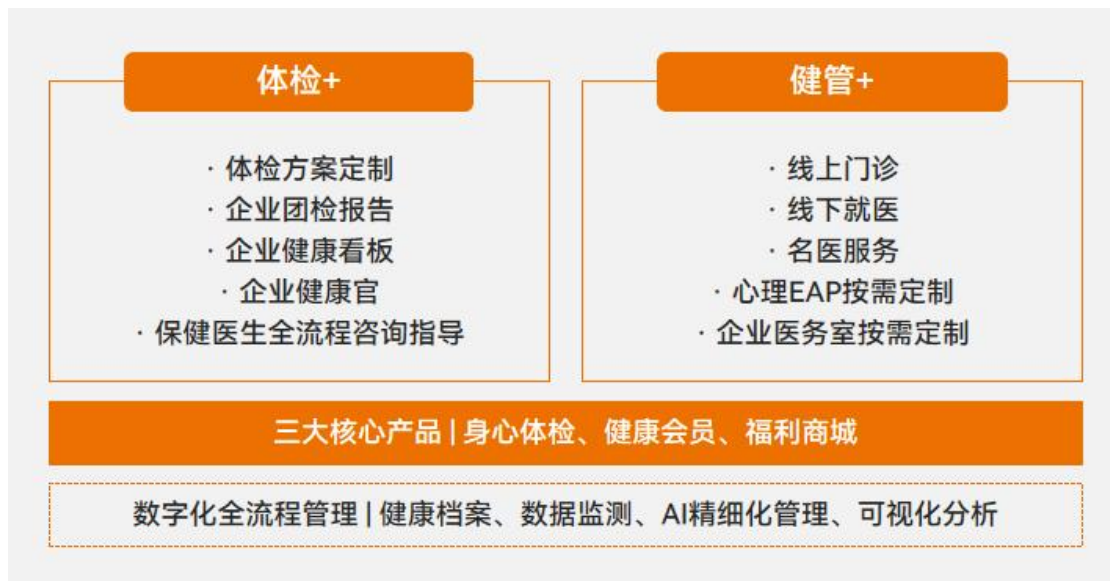 体检+
· 体检方案定制
· 企业团检报告
· 企业健康看板
· 企业健康官
· 保健医生全流程咨询指导
健管+
· 线上门诊
· 线下就医
· 名医服务
· 心理EAP按需定制
· 企业医务室按需定制
三大核心产品 | 身心体检、健康会员、福利商城
数字化全流程管理 | 健康档案、数据监测、AI精细化管理、可视化分析